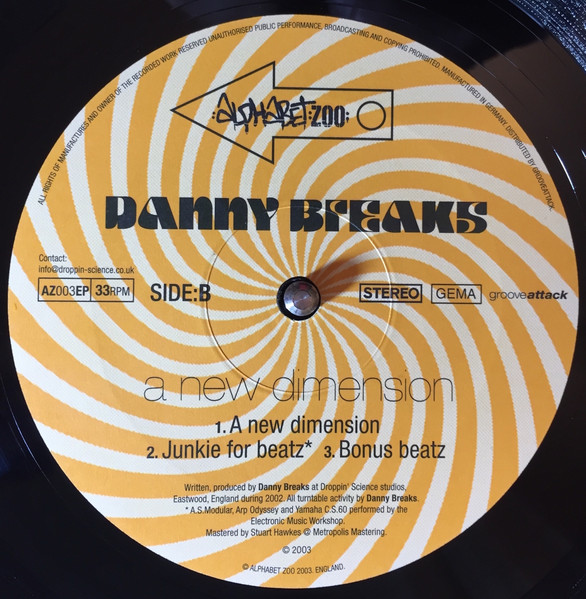 ALL RIGHTS OF MANUFACTURES AND OWNER OF THE RECORDED WORK RESERVED UNAUTHORISED PUBLIC PERFORMANCE, BROADCASTING AND COPYING PROHIBITED. MANUFACTURED IN GERMANY. DISTRIBUTED BY GROOVEATTACK.
:ALPHABET:ZOO:
DANNY BREAKS
Contact:
info@droppin-science.co.uk
AZ003EP 33RPM SIDE:B STEREO GEMA grooveattack
a new dimension
1. A new dimension
2. Junkie for beatz* 3. Bonus beatz
Written, produced by Danny Breaks at Droppin' Science studios,
Eastwood, England during 2002. All turntable activity by Danny Breaks.
* A.S.Modular, Arp Odyssey and Yamaha C.S.60 performed by the
Electronic Music Workshop.
Mastered by Stuart Hawkes @ Metropolis Mastering.
© 2003
© ALPHABET ZOO 2003. ENGLAND.